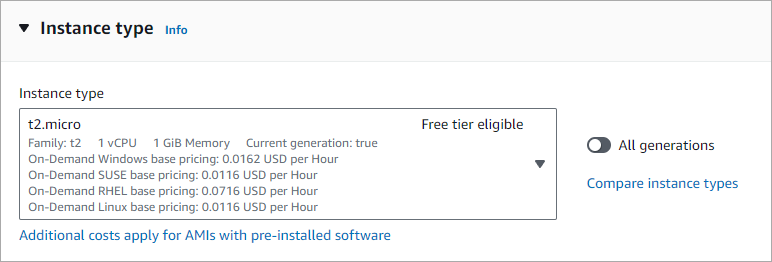 Instance type Info
Instance type
t2.micro Free tier eligible
Family: t2 1 vCPU 1 GiB Memory Current generation: true
On-Demand Windows base pricing: 0.0162 USD per Hour
On-Demand SUSE base pricing: 0.0116 USD per Hour
On-Demand RHEL base pricing: 0.0716 USD per Hour
On-Demand Linux base pricing: 0.0116 USD per Hour
All generations
Compare instance types
Additional costs apply for AMIs with pre-installed software